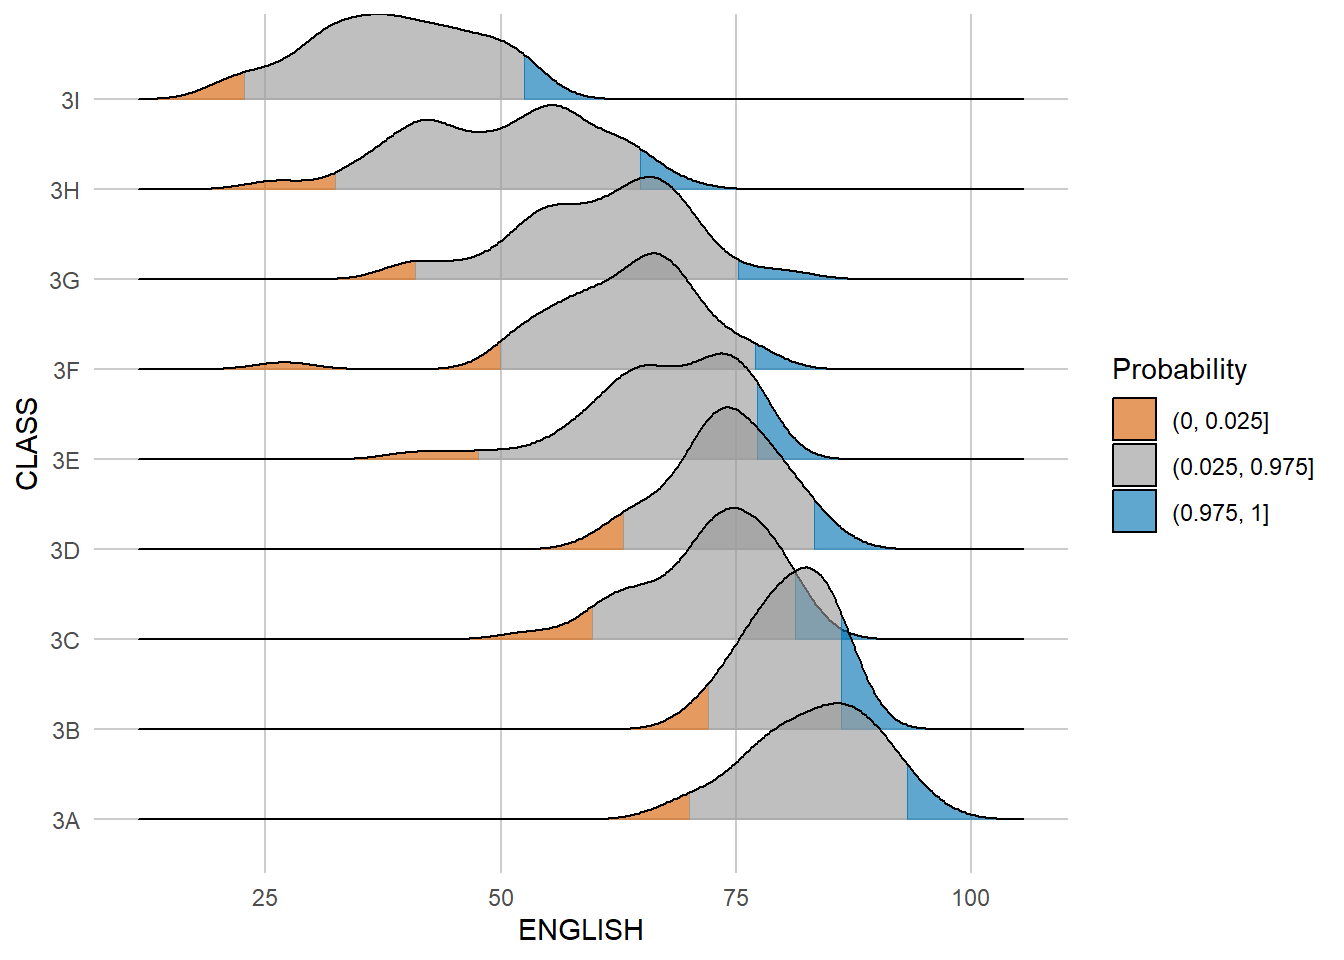 3I
3H
3G
3F
3E
3D
3C
3B
3A
CLASS
25 50 75 100
ENGLISH
Probability
(0, 0.025]
(0.025, 0.975]
(0.975, 1]